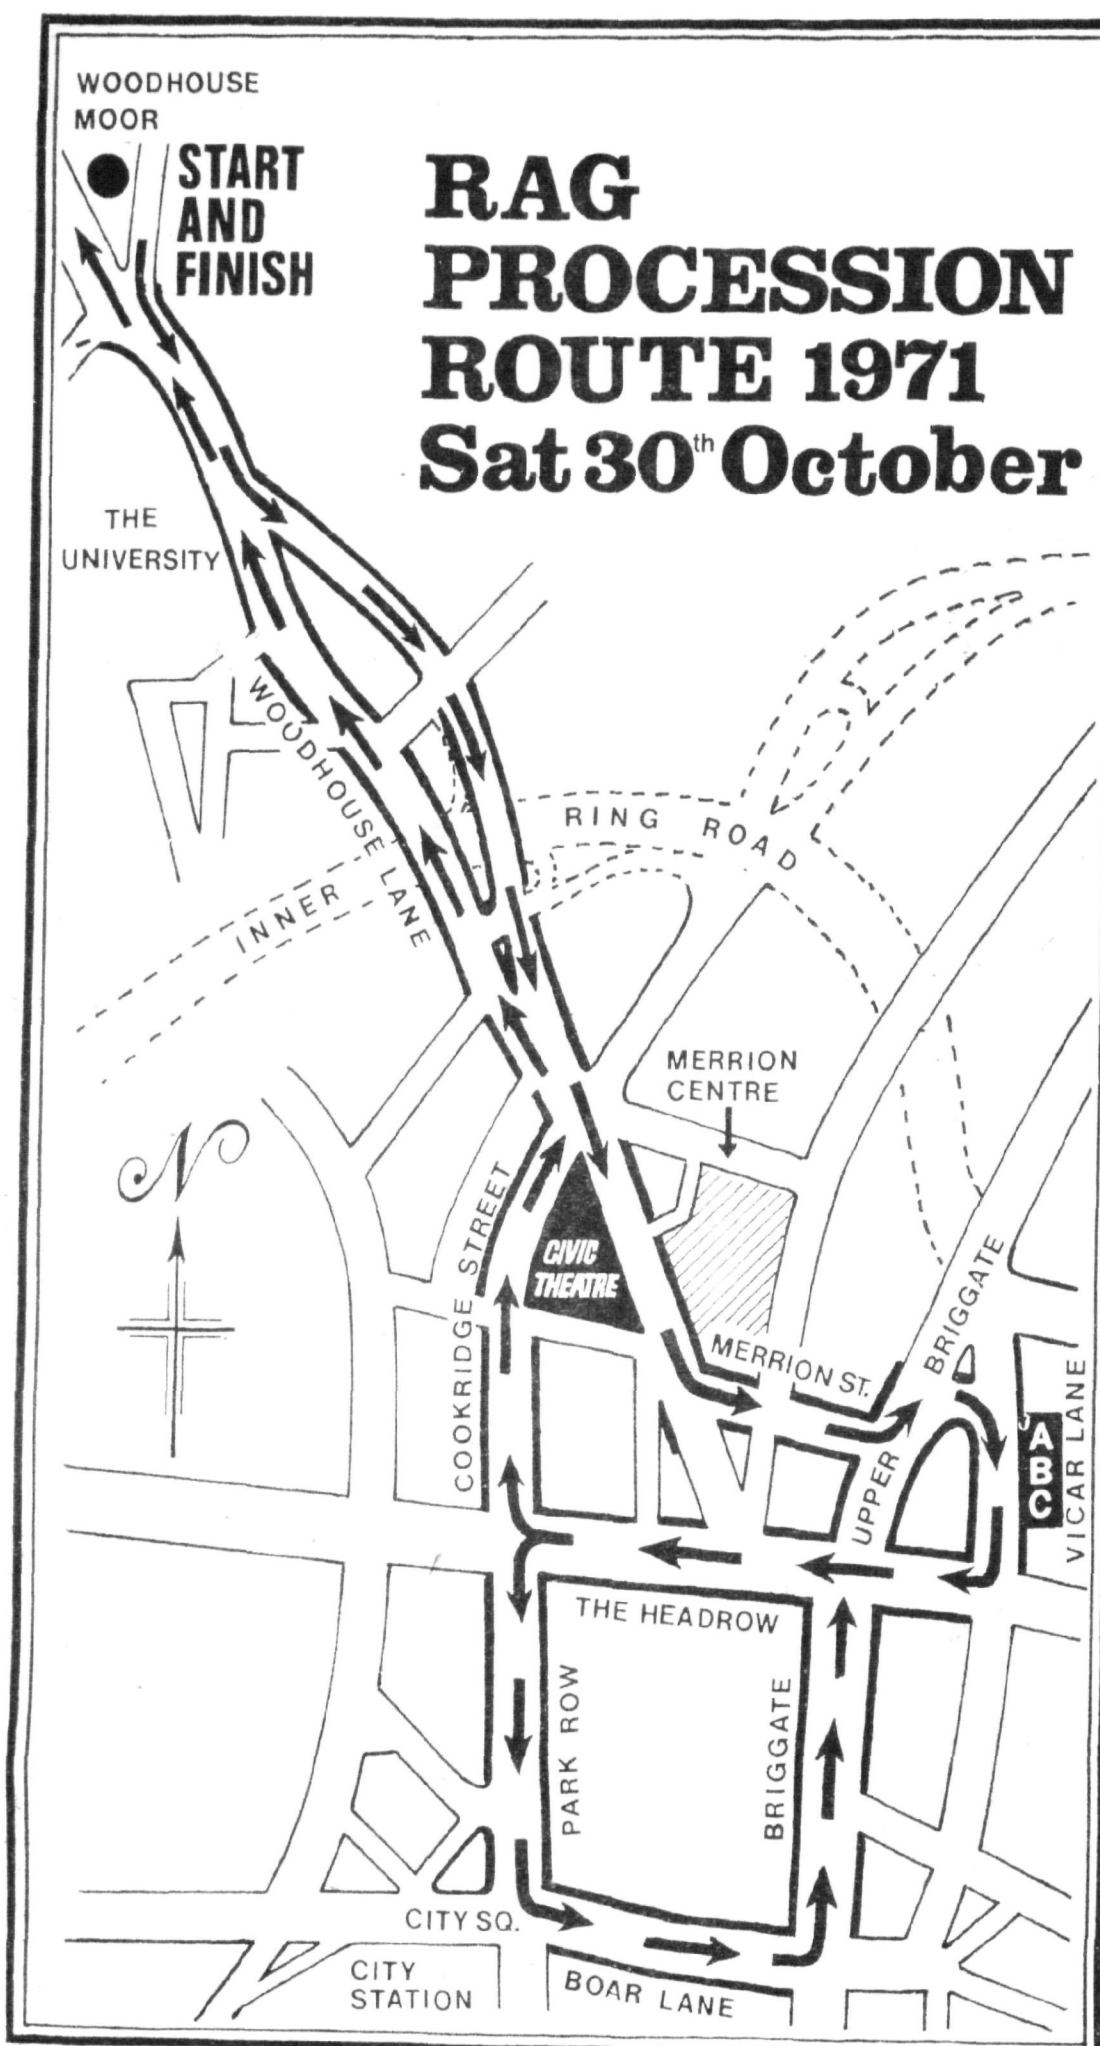 WOODHOUSE
MOOR
START
AND
FINISH
RAG
PROCESSION
ROUTE 1971
Sat 30th October
THE
UNIVERSITY
WOODHOUSE LANE
INNER RING ROAD
MERRION
CENTRE
N
CIVIC
THEATRE
COOKRIDGE STREET
MERRION ST.
UPPER BRIGGATE
ABC
VICAR LANE
THE HEADROW
PARK ROW
BRIGGATE
CITY SQ.
CITY
STATION
BOAR LANE